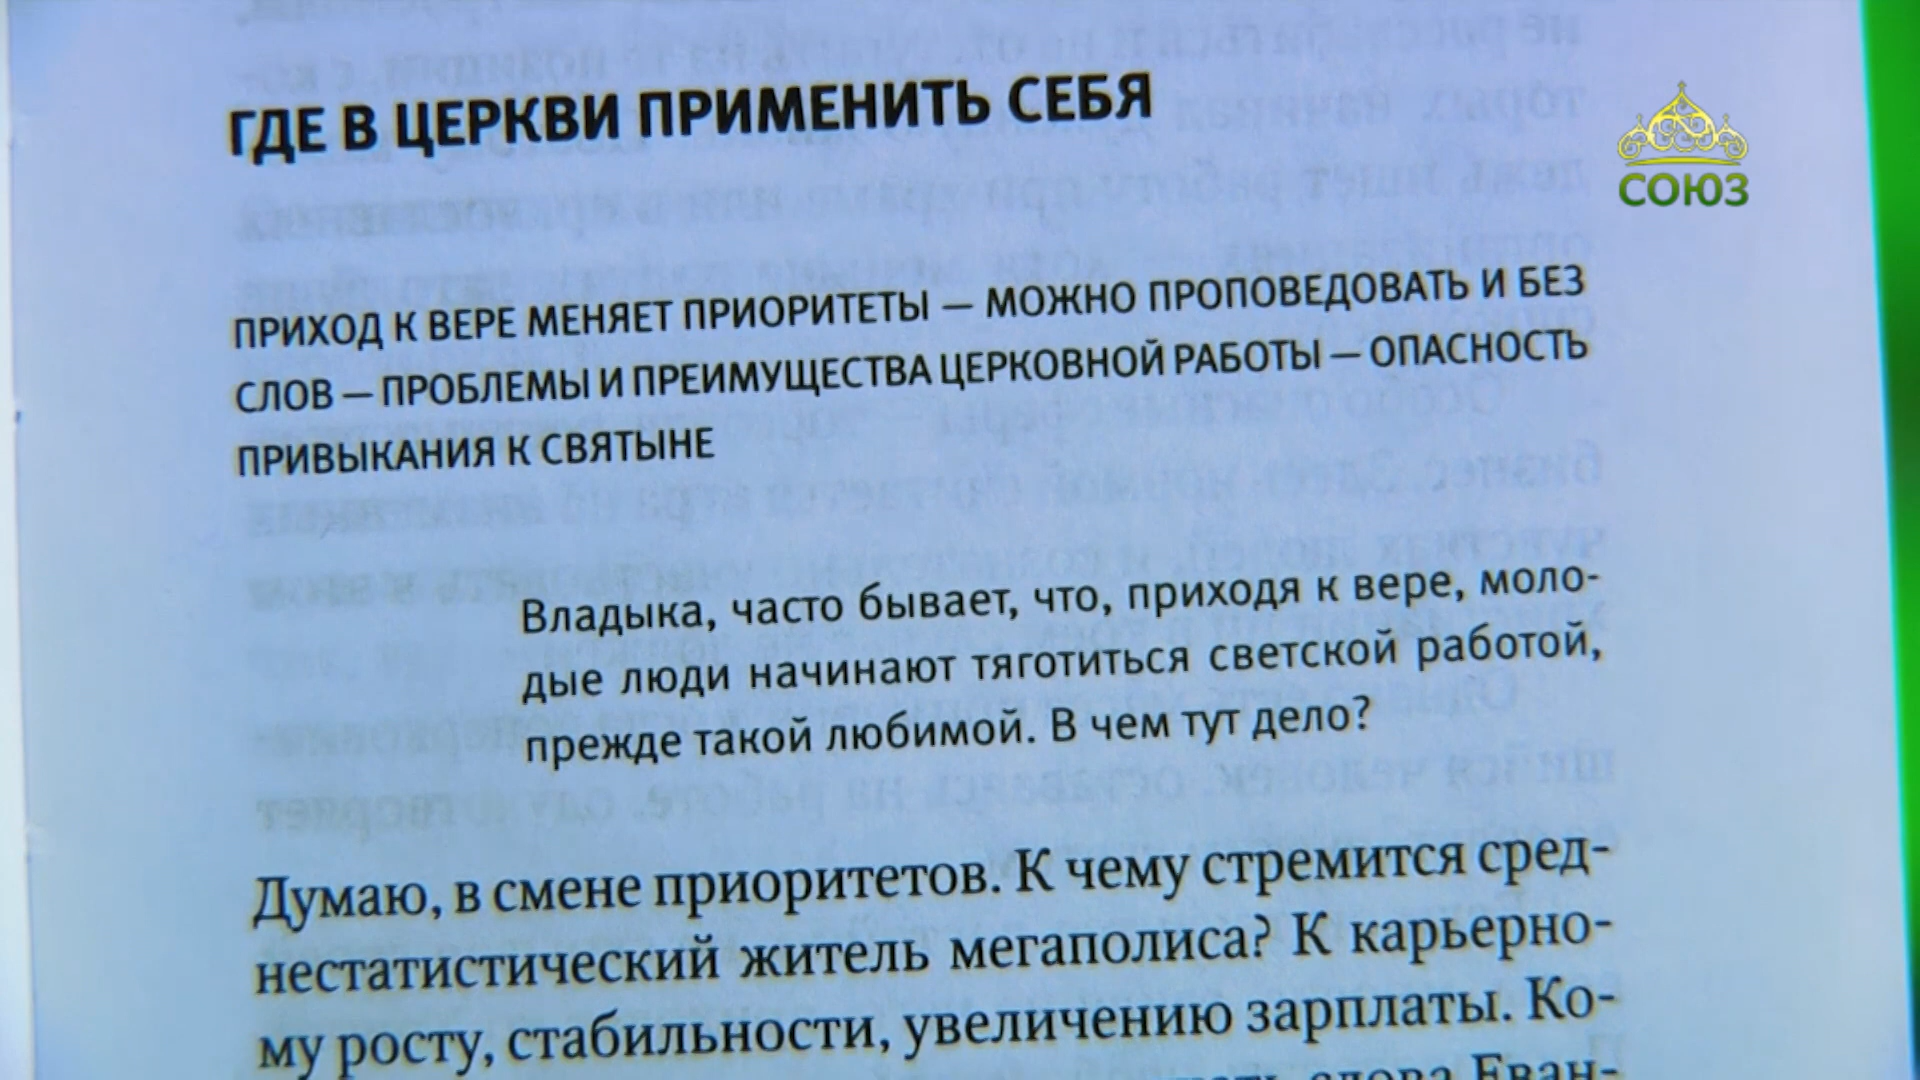 ГДЕ В ЦЕРКВИ ПРИМЕНИТЬ СЕБЯ
СОЮЗ
ПРИХОД К ВЕРЕ МЕНЯЕТ ПРИОРИТЕТЫ — МОЖНО ПРОПОВЕДОВАТЬ И БЕЗ
СЛОВ — ПРОБЛЕМЫ И ПРЕИМУЩЕСТВА ЦЕРКОВНОЙ РАБОТЫ — ОПАСНОСТЬ
ПРИВЫКАНИЯ К СВЯТЫНЕ
Владыка, часто бывает, что, приходя к вере, моло-
дые люди начинают тяготиться светской работой,
прежде такой любимой. В чем тут дело?
Думаю, в смене приоритетов. К чему стремится сред-
нестатистический житель мегаполиса? К карьерно-
му росту, стабильности, увеличению зарплаты. Ко-
слова Еван-